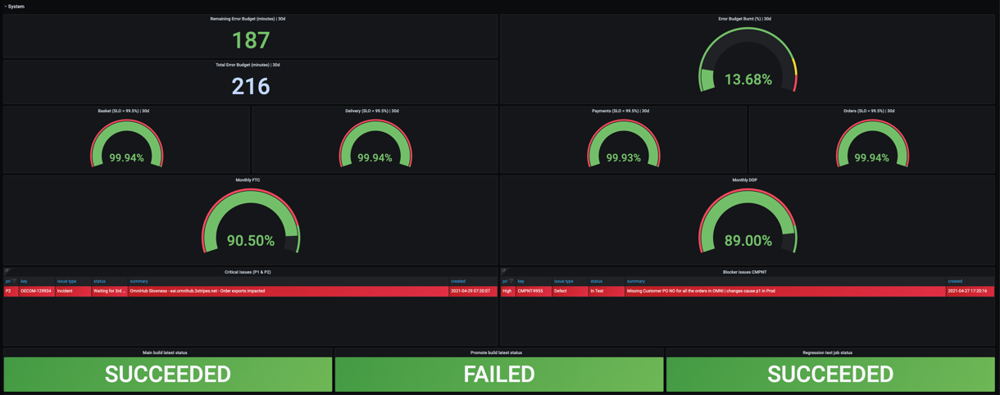 System
Remaining Error Budget (minutes) | 30d
187
Total Error Budget (minutes) | 30d
216
Error Budget Burnt (%) | 30d
13.68%
Basket (SLO = 99.5%) | 30d
99.94%
Delivery (SLO = 99.5%) | 30d
99.94%
Payments (SLO = 99.5%) | 30d
99.93%
Orders (SLO = 99.5%) | 30d
99.94%
Monthly FTC
90.50%
Monthly DDP
89.00%
Critical issues (P1 & P2)
pri key issue type status summary created
P2 OECOM-129934 Incident Waiting for 3rd ... OmniHub Slowness - eai.omnihub.3stripes.net - Order exports impacted 2021-04-29 07:20:07
Blocker issues CMPNT
pri key issue type status summary created
High CMPNT-9955 Defect In Test Missing Customer PO NO for all the orders in OMNI | changes cause p1 in Prod 2021-04-27 17:20:16
Main build latest status
SUCCEEDED
Promote build latest status
FAILED
Regression test job status
SUCCEEDED